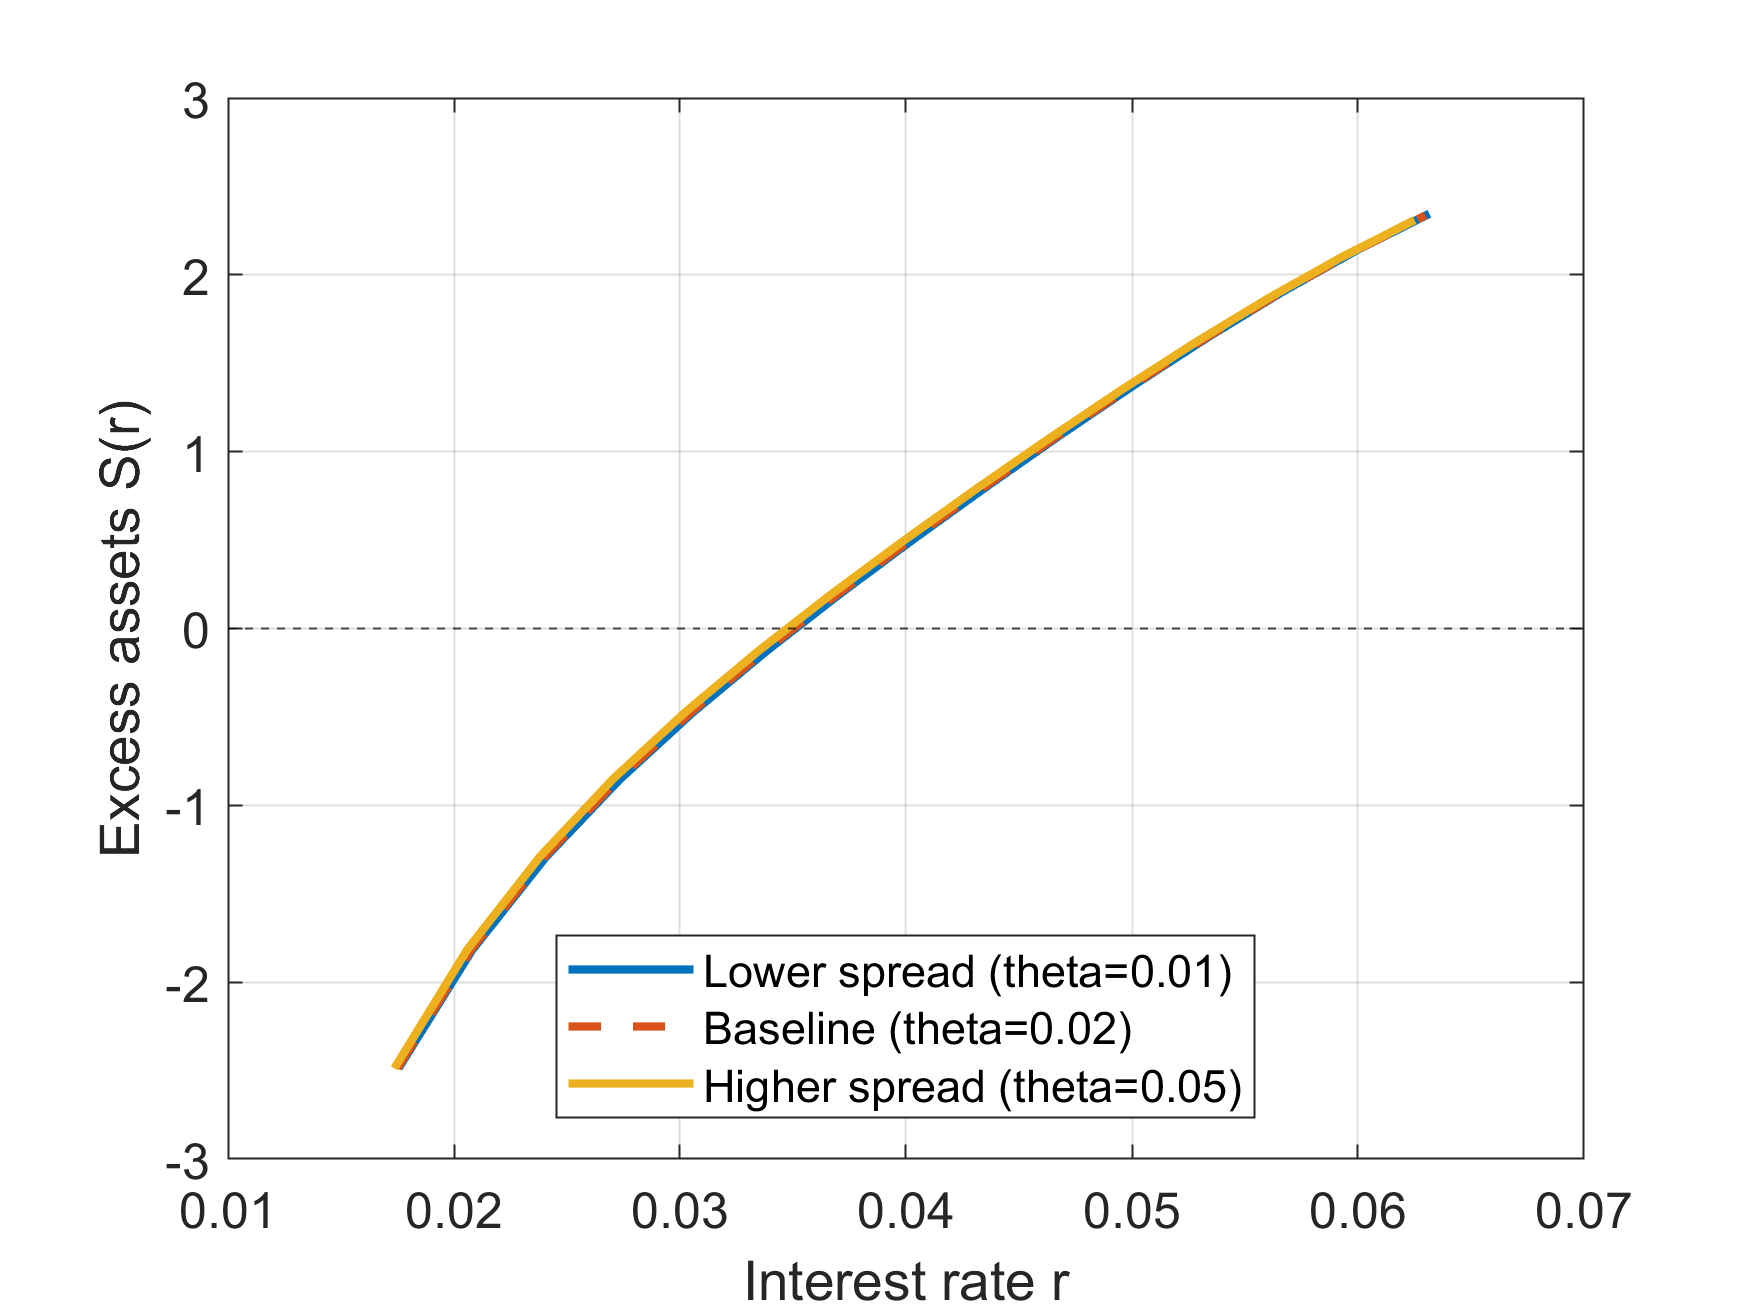 3
2
1
0
-1
-2
-3
Excess assets S(r)
Lower spread (theta=0.01)
Baseline (theta=0.02)
Higher spread (theta=0.05)
0.01 0.02 0.03 0.04 0.05 0.06 0.07
Interest rate r